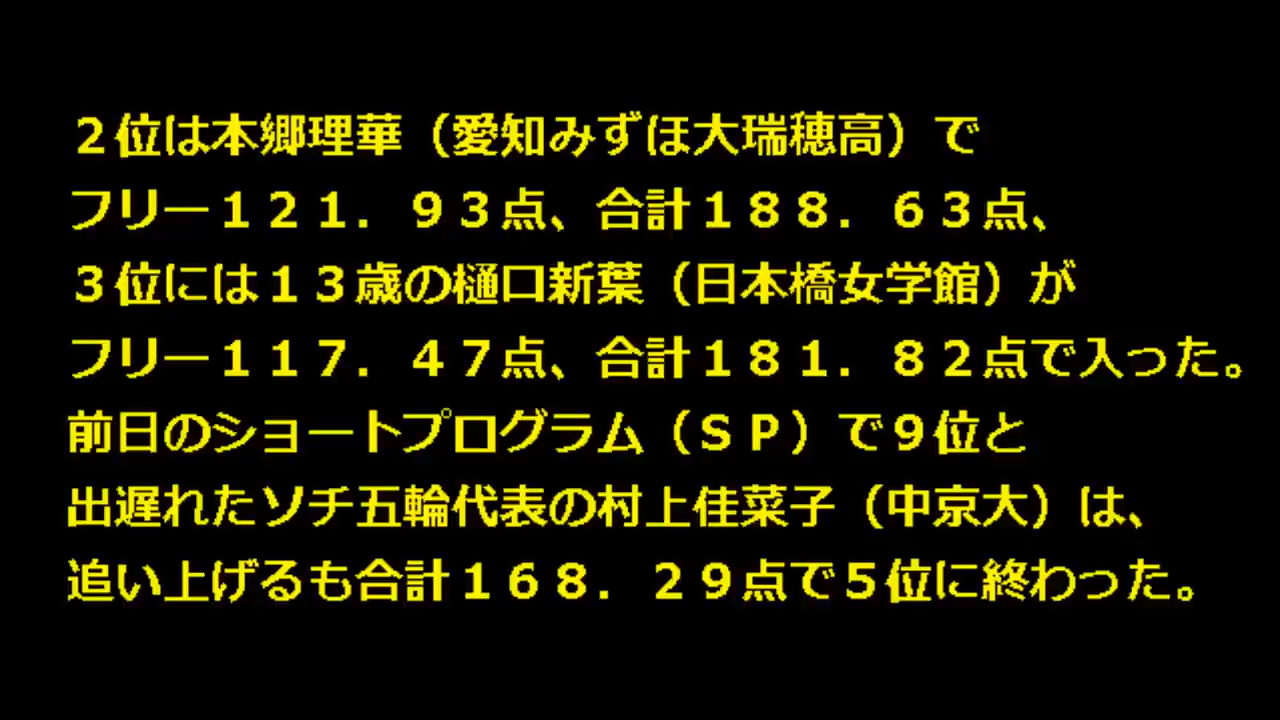 ２位は本郷理華（愛知みずほ大瑞穂高）で
フリー１２１．９３点、合計１８８．６３点、
３位には１３歳の樋口新葉（日本橋女学館）が
フリー１１７．４７点、合計１８１．８２点で入った。
前日のショートプログラム（ＳＰ）で９位と
出遅れたソチ五輪代表の村上佳菜子（中京大）は、
追い上げるも合計１６８．２９点で５位に終わった。